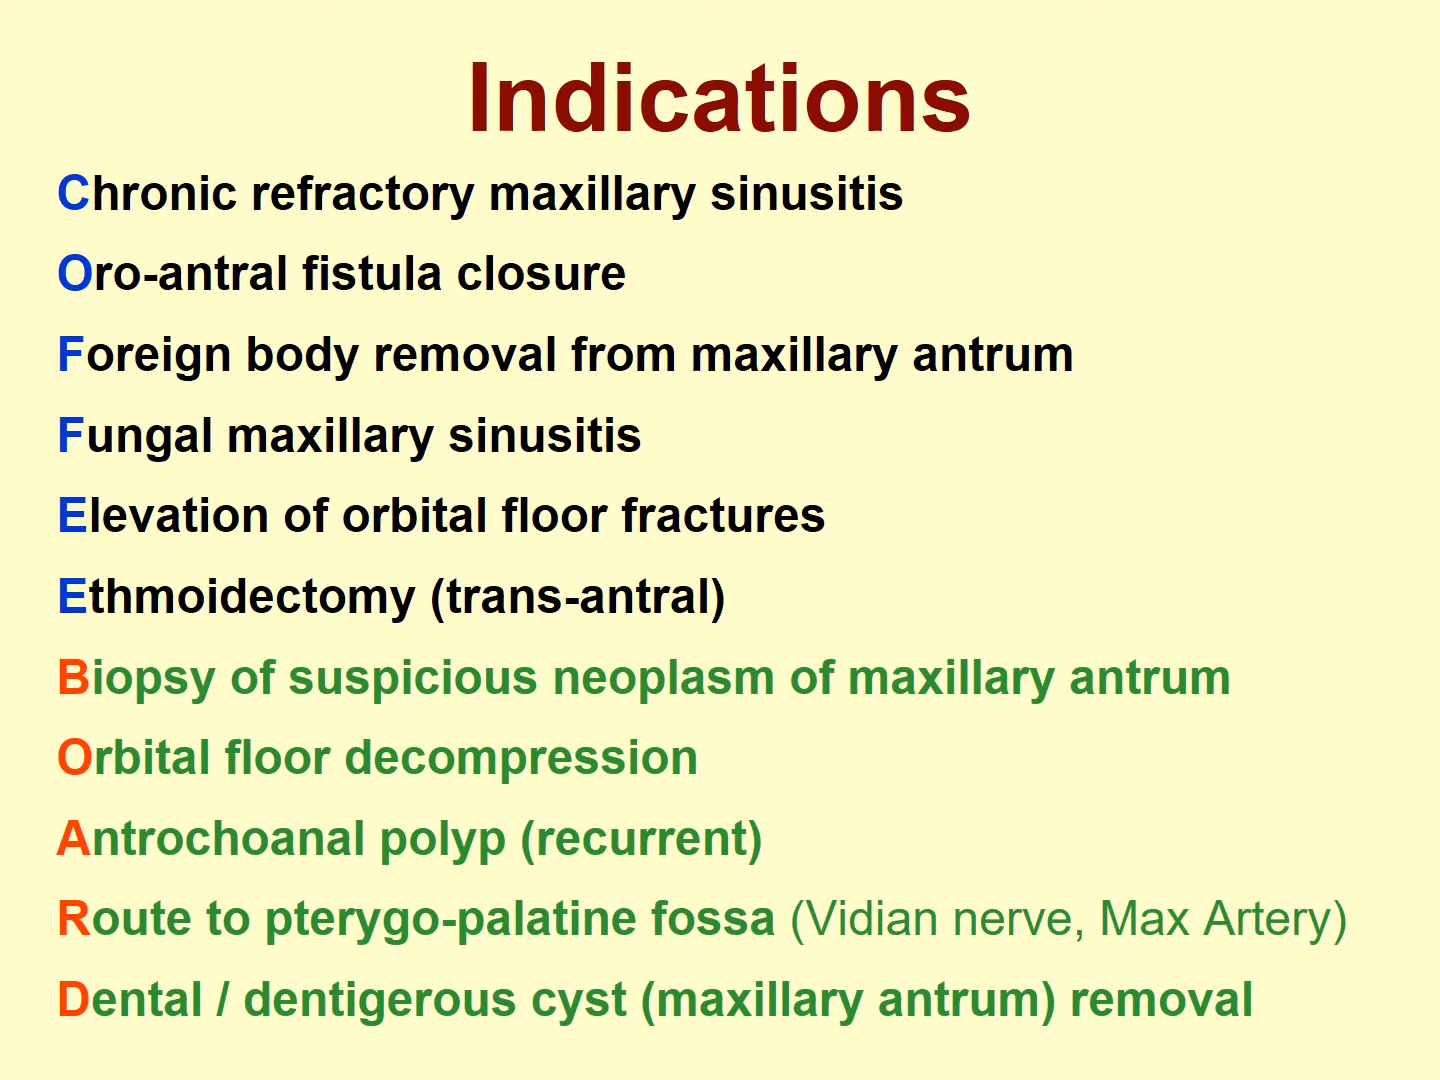 Indications
Chronic refractory maxillary sinusitis
Oro-antral fistula closure
Foreign body removal from maxillary antrum
Fungal maxillary sinusitis
Elevation of orbital floor fractures
Ethmoidectomy (trans-antral)
Biopsy of suspicious neoplasm of maxillary antrum
Orbital floor decompression
Antrochoanal polyp (recurrent)
Route to pterygo-palatine fossa (Vidian nerve, Max Artery)
Dental / dentigerous cyst (maxillary antrum) removal